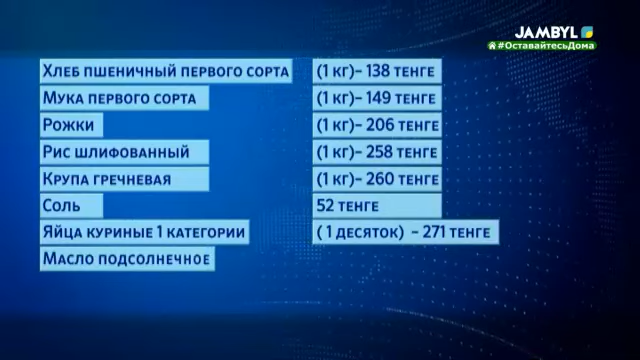 JAMBYL
#ОставайтесьДома
ХЛЕБ ПШЕНИЧНЫЙ ПЕРВОГО СОРТА (1 КГ)– 138 ТЕНГЕ
МУКА ПЕРВОГО СОРТА (1 КГ)– 149 ТЕНГЕ
РОЖКИ (1 КГ)– 206 ТЕНГЕ
РИС ШЛИФОВАННЫЙ (1 КГ)– 258 ТЕНГЕ
КРУПА ГРЕЧНЕВАЯ (1 КГ)– 260 ТЕНГЕ
СОЛЬ 52 ТЕНГЕ
ЯЙЦА КУРИНЫЕ 1 КАТЕГОРИИ ( 1 ДЕСЯТОК) – 271 ТЕНГЕ
МАСЛО ПОДСОЛНЕЧНОЕ